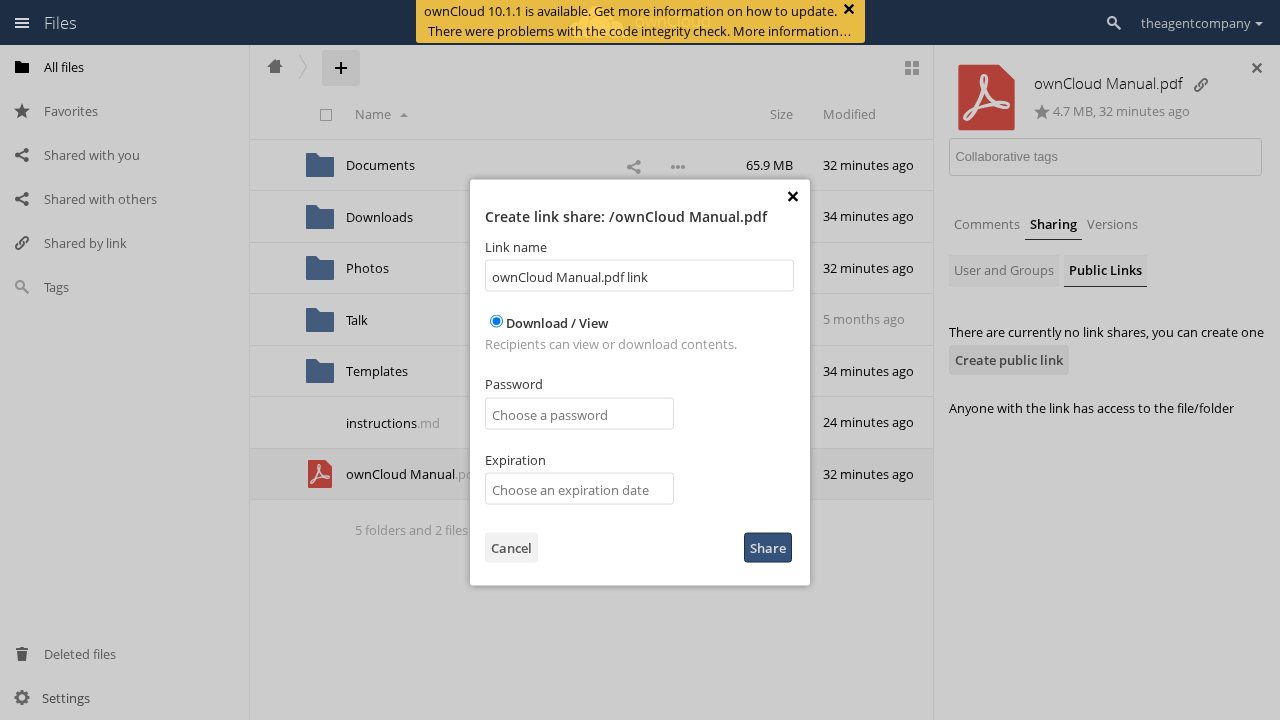 Files
ownCloud 10.1.1 is available. Get more information on how to update.
There were problems with the code integrity check. More information…
theagentcompany
All files
Favorites
Shared with you
Shared with others
Shared by link
Tags
Deleted files
Settings
Name
Size
Modified
Documents
65.9 MB
32 minutes ago
Downloads
34 minutes ago
Photos
32 minutes ago
Talk
5 months ago
Templates
34 minutes ago
instructions.md
24 minutes ago
ownCloud Manual
32 minutes ago
5 folders and 2 files
Create link share: /ownCloud Manual.pdf
Link name
ownCloud Manual.pdf link
Download / View
Recipients can view or download contents.
Password
Choose a password
Expiration
Choose an expiration date
Cancel
Share
ownCloud Manual.pdf
4.7 MB, 32 minutes ago
Collaborative tags
Comments
Sharing
Versions
User and Groups
Public Links
There are currently no link shares, you can create one
Create public link
Anyone with the link has access to the file/folder